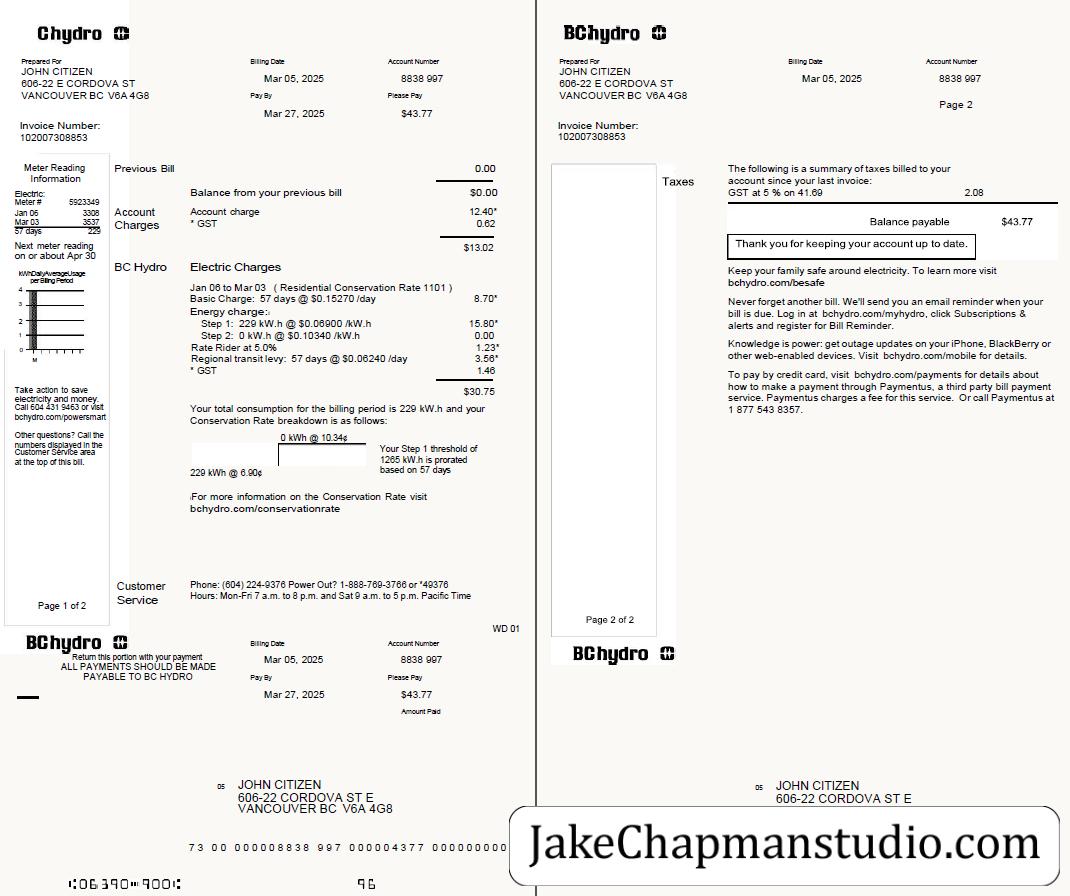 Chydro
Prepared For
JOHN CITIZEN
606-22 E CORDOVA ST
VANCOUVER BC V6A 4G8
Billing Date
Mar 05, 2025
Account Number
8838 997
Pay By
Mar 27, 2025
Please Pay
$43.77
Invoice Number:
102007308853
Meter Reading
Information
Electric:
Meter # 5923349
Jan 06 3308
Mar 03 3537
57 days 229
Next meter reading
on or about Apr 30
kWhDailyAverageUsage
per Billing Period
4
3
2
1
0
M
Take action to save
electricity and money.
Call 604 431 9463 or visit
bchydro.com/powersmart
Other questions? Call the
numbers displayed in the
Customer Service area
at the top of this bill.
Page 1 of 2
Previous Bill 0.00
Balance from your previous bill $0.00
Account
Charges
Account charge 12.40*
* GST 0.62
$13.02
BC Hydro Electric Charges
Jan 06 to Mar 03 ( Residential Conservation Rate 1101 )
Basic Charge: 57 days @ $0.15270 /day 8.70*
Energy charge:
Step 1: 229 kW.h @ $0.06900 /kW.h 15.80*
Step 2: 0 kW.h @ $0.10340 /kW.h 0.00
Rate Rider at 5.0% 1.23*
Regional transit levy: 57 days @ $0.06240 /day 3.56*
* GST 1.46
$30.75
Your total consumption for the billing period is 229 kW.h and your
Conservation Rate breakdown is as follows:
0 kWh @ 10.34¢
229 kWh @ 6.90¢
Your Step 1 threshold of
1265 kW.h is prorated
based on 57 days
For more information on the Conservation Rate visit
bchydro.com/conservationrate
Customer
Service
Phone: (604) 224-9376 Power Out? 1-888-769-3766 or *49376
Hours: Mon-Fri 7 a.m. to 8 p.m. and Sat 9 a.m. to 5 p.m. Pacific Time
WD 01
BChydro
Return this portion with your payment
ALL PAYMENTS SHOULD BE MADE
PAYABLE TO BC HYDRO
Billing Date
Mar 05, 2025
Account Number
8838 997
Pay By
Mar 27, 2025
Please Pay
$43.77
Amount Paid
05 JOHN CITIZEN
606-22 CORDOVA ST E
VANCOUVER BC V6A 4G8
73 00 000008838 997 000004377 000000000
⑆06390⑉900⑆ 96
BChydro
Prepared For
JOHN CITIZEN
606-22 E CORDOVA ST
VANCOUVER BC V6A 4G8
Billing Date
Mar 05, 2025
Account Number
8838 997
Page 2
Invoice Number:
102007308853
Taxes
The following is a summary of taxes billed to your
account since your last invoice:
GST at 5 % on 41.69 2.08
Balance payable $43.77
Thank you for keeping your account up to date.
Keep your family safe around electricity. To learn more visit
bchydro.com/besafe
Never forget another bill. We'll send you an email reminder when your
bill is due. Log in at bchydro.com/myhydro, click Subscriptions &
alerts and register for Bill Reminder.
Knowledge is power: get outage updates on your iPhone, BlackBerry or
other web-enabled devices. Visit bchydro.com/mobile for details.
To pay by credit card, visit bchydro.com/payments for details about
how to make a payment through Paymentus, a third party bill payment
service. Paymentus charges a fee for this service. Or call Paymentus at
1 877 543 8357.
Page 2 of 2
BChydro
05 JOHN CITIZEN
606-22 CORDOVA ST E
JakeChapmanstudio.com